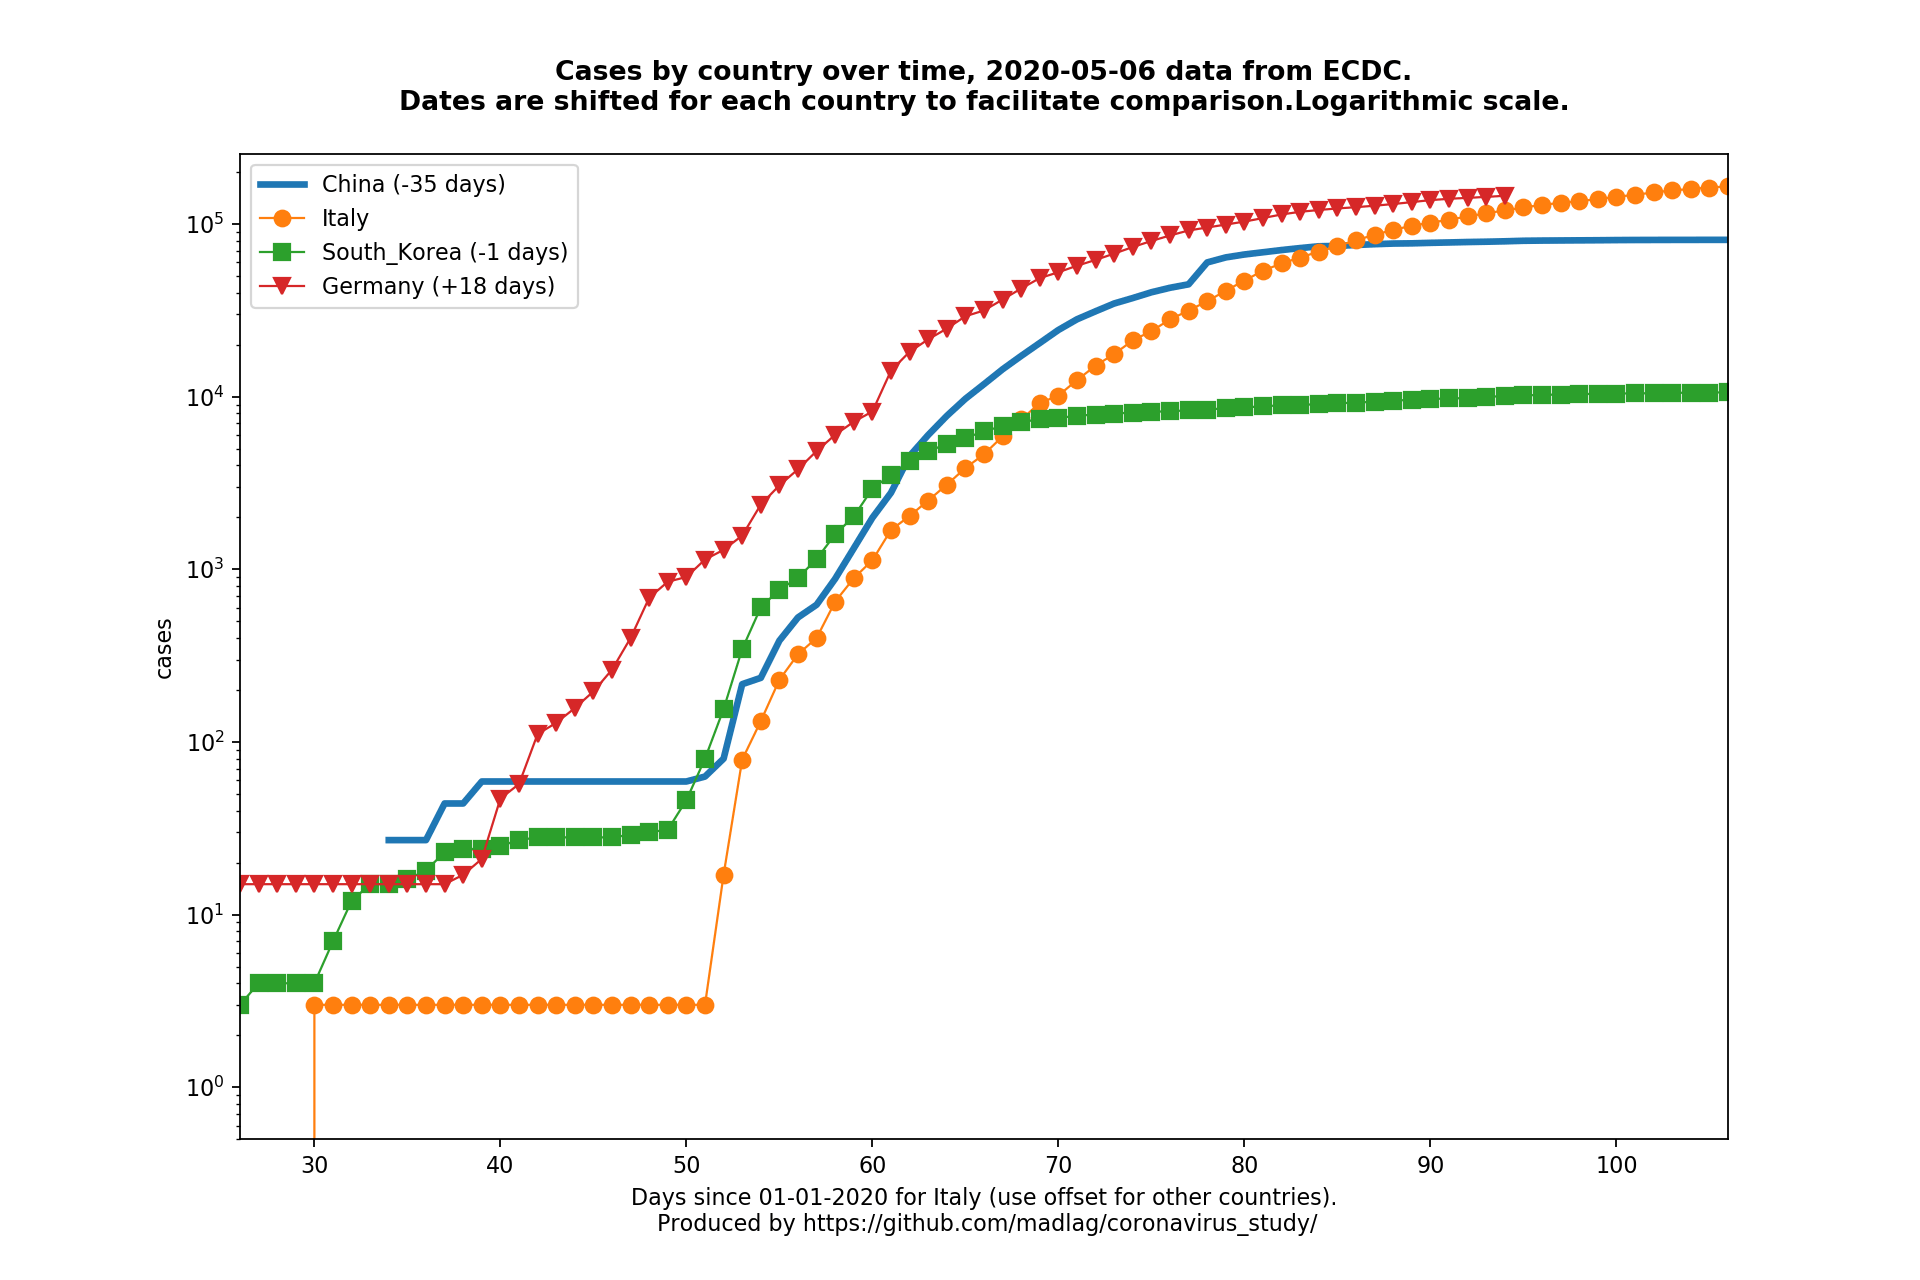 Cases by country over time, 2020-05-06 data from ECDC.
Dates are shifted for each country to facilitate comparison.Logarithmic scale.
China (-35 days)
Italy
South_Korea (-1 days)
Germany (+18 days)
cases
10^5
10^4
10^3
10^2
10^1
10^0
30 40 50 60 70 80 90 100
Days since 01-01-2020 for Italy (use offset for other countries).
Produced by https://github.com/madlag/coronavirus_study/